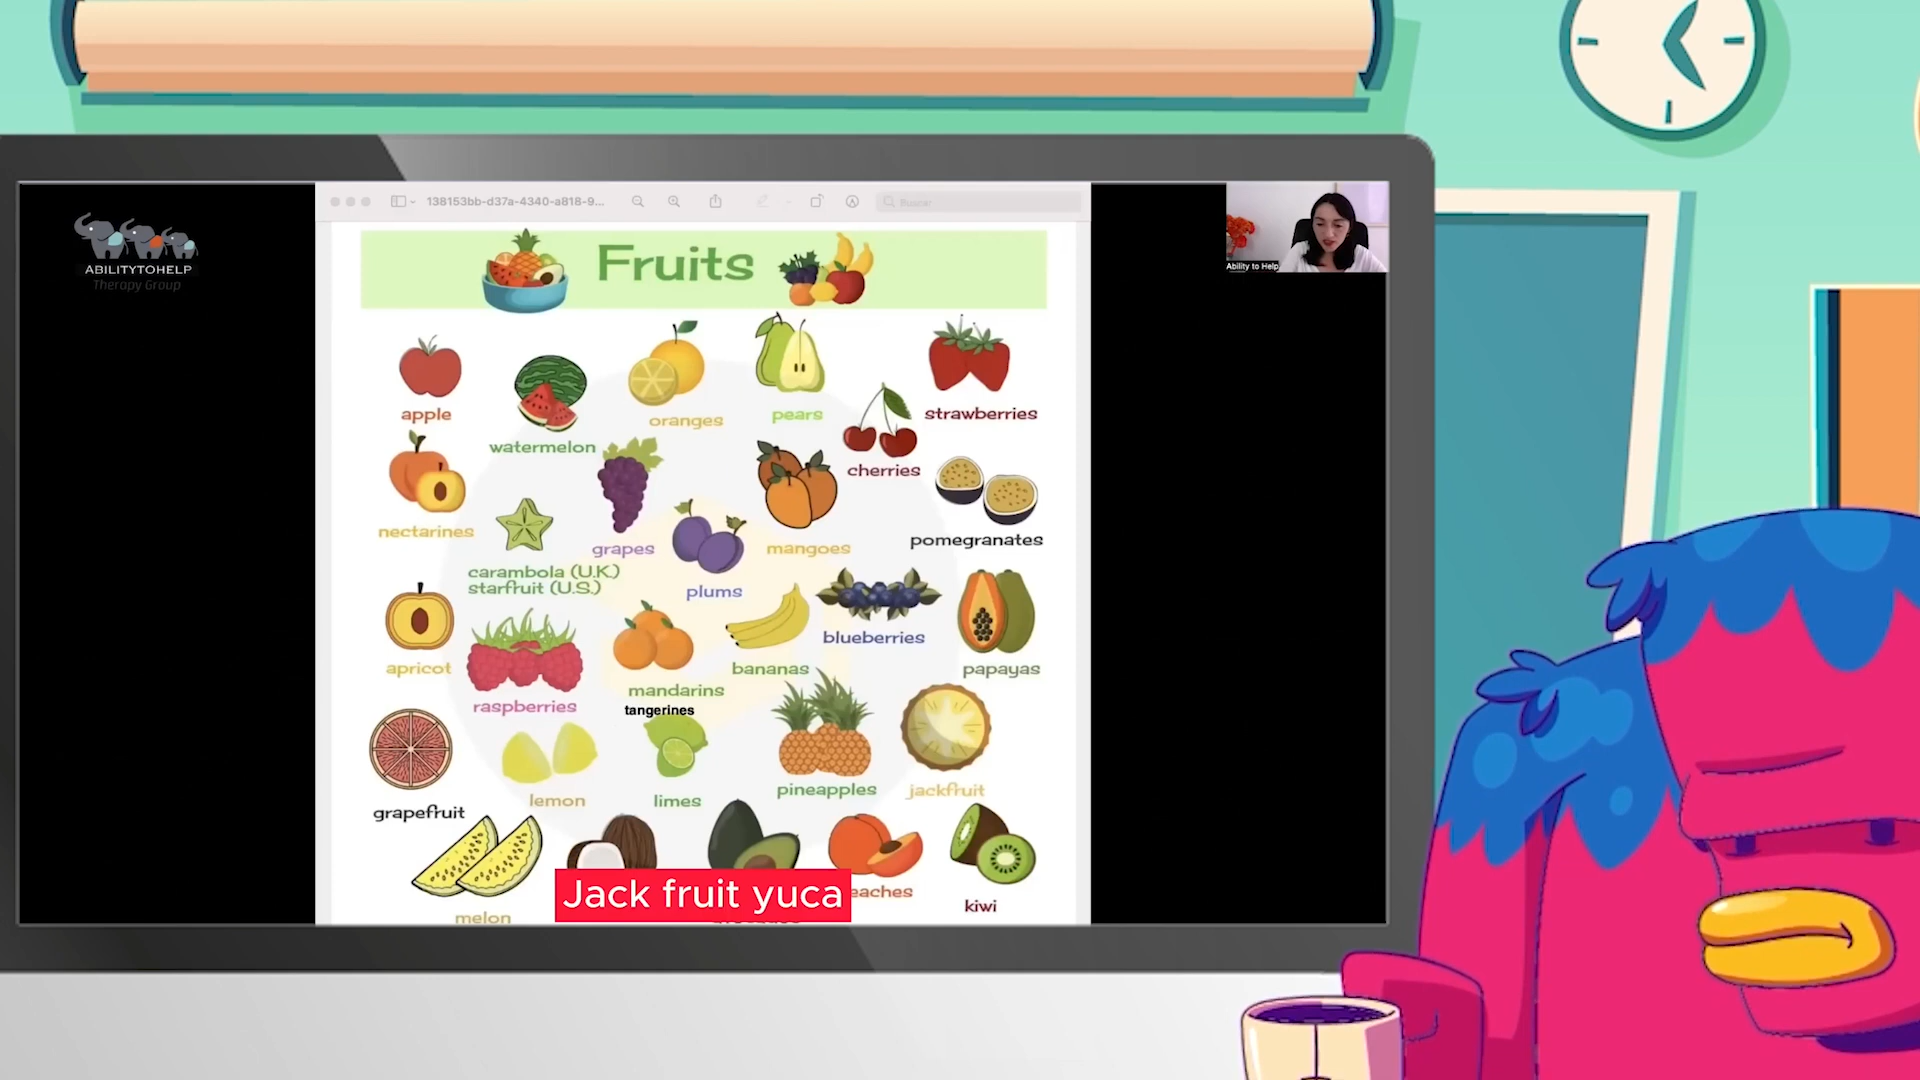 138153bb-d37a-4340-a818-9...
Buscar
ABILITYTOHELP
Therapy Group
Ability to Help
Fruits
apple
watermelon
oranges
pears
strawberries
cherries
nectarines
grapes
mangoes
pomegranates
carambola (U.K.)
starfruit (U.S.)
plums
blueberries
apricot
raspberries
mandarins
tangerines
bananas
papayas
grapefruit
lemon
limes
pineapples
jackfruit
melon
eaches
kiwi
Jack fruit yuca